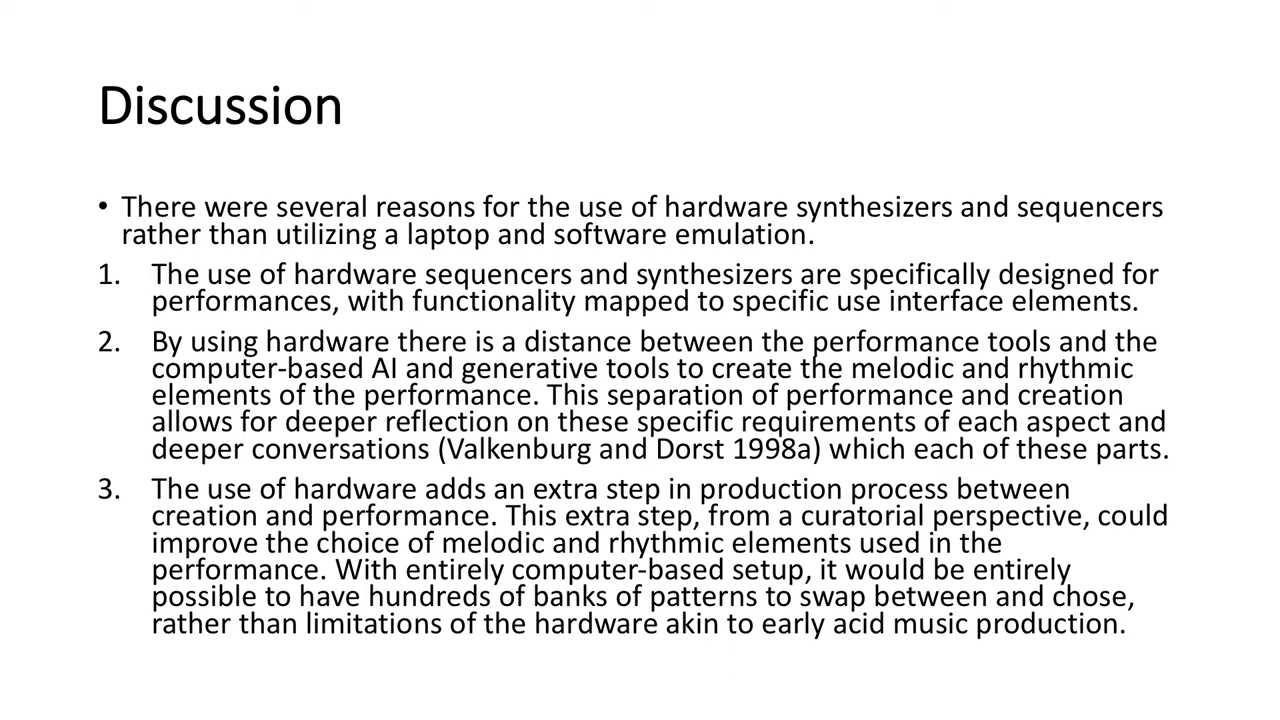 Discussion
• There were several reasons for the use of hardware synthesizers and sequencers
rather than utilizing a laptop and software emulation.
1. The use of hardware sequencers and synthesizers are specifically designed for
performances, with functionality mapped to specific use interface elements.
2. By using hardware there is a distance between the performance tools and the
computer-based AI and generative tools to create the melodic and rhythmic
elements of the performance. This separation of performance and creation
allows for deeper reflection on these specific requirements of each aspect and
deeper conversations (Valkenburg and Dorst 1998a) which each of these parts.
3. The use of hardware adds an extra step in production process between
creation and performance. This extra step, from a curatorial perspective, could
improve the choice of melodic and rhythmic elements used in the
performance. With entirely computer-based setup, it would be entirely
possible to have hundreds of banks of patterns to swap between and chose,
rather than limitations of the hardware akin to early acid music production.